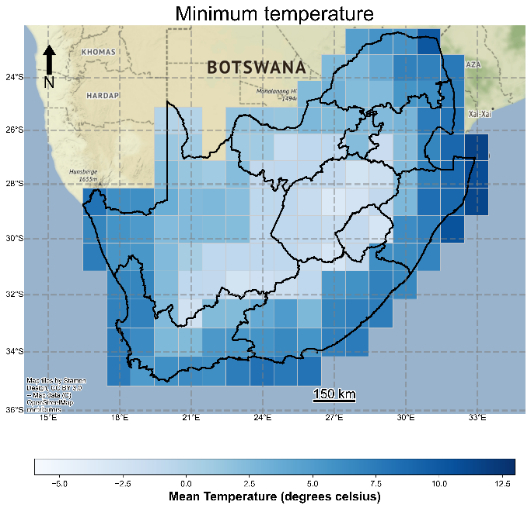 Minimum temperature
KHOMAS
BOTSWANA
HARDAP
AZA
Xai-Xai
N
24°S
26°S
28°S
30°S
32°S
34°S
36°S
150 km
15°E
18°E
21°E
24°E
27°E
30°E
33°E
−5.0
−2.5
0.0
2.5
5.0
7.5
10.0
12.5
Mean Temperature (degrees celsius)